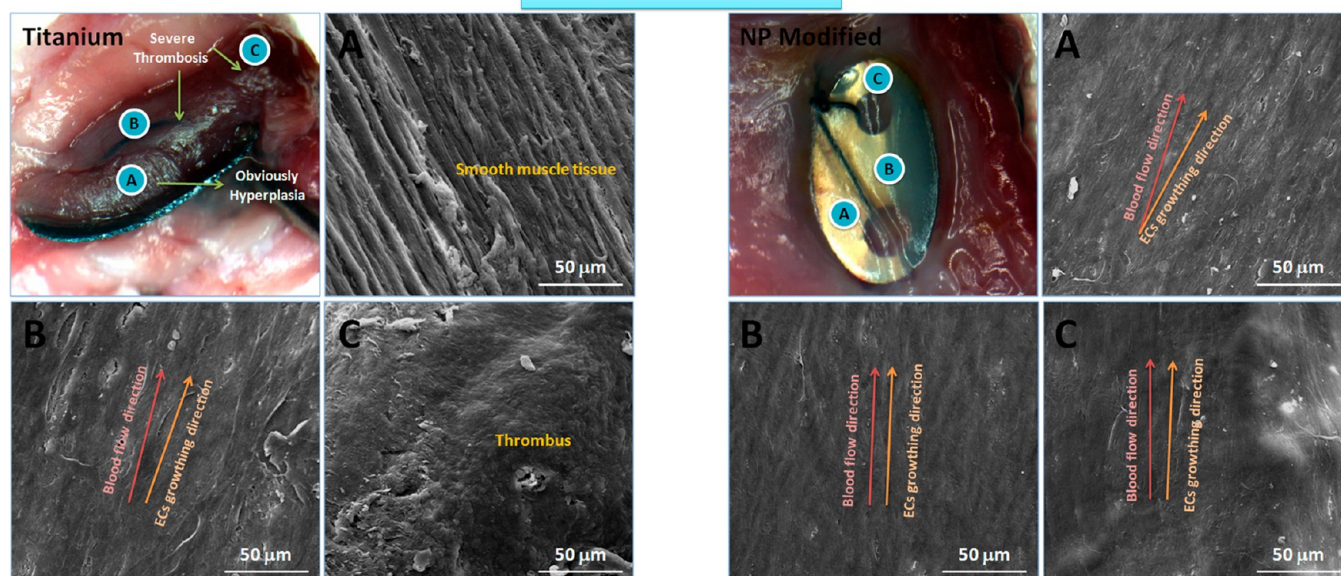 Titanium
Severe
Thrombosis
C
B
A
Obviously
Hyperplasia
A
Smooth muscle tissue
50 μm
B
Blood flow direction
ECs growthing direction
50 μm
C
Thrombus
50 μm
NP Modified
C
B
A
A
Blood flow direction
ECs growthing direction
50 μm
B
Blood flow direction
ECs growthing direction
50 μm
C
Blood flow direction
ECs growthing direction
50 μm